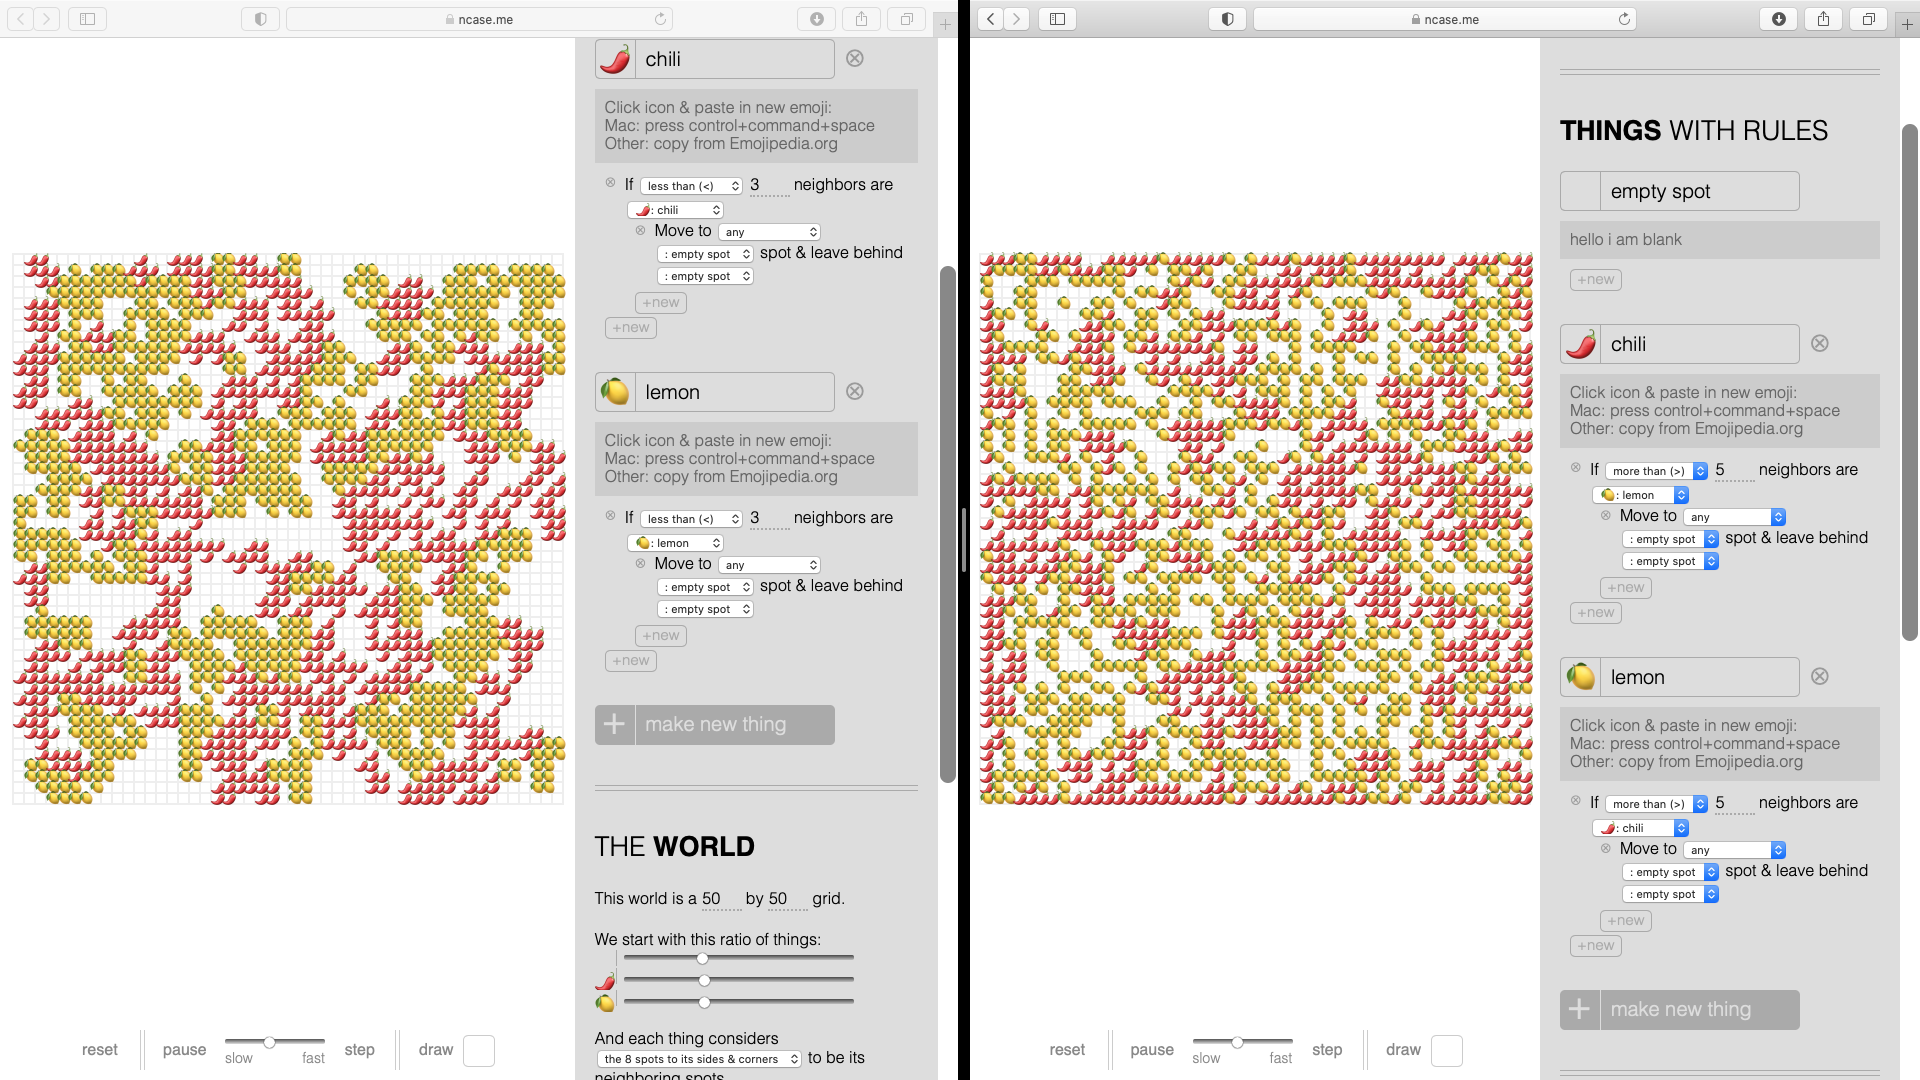 ncase.me
chili
Click icon & paste in new emoji:
Mac: press control+command+space
Other: copy from Emojipedia.org
If less than (<) 3 neighbors are
: chili
Move to any
: empty spot spot & leave behind
: empty spot
+new
+new
lemon
Click icon & paste in new emoji:
Mac: press control+command+space
Other: copy from Emojipedia.org
If less than (<) 3 neighbors are
: lemon
Move to any
: empty spot spot & leave behind
: empty spot
+new
+new
+ make new thing
THE WORLD
This world is a 50 by 50 grid.
We start with this ratio of things:
And each thing considers
the 8 spots to its sides & corners to be its
neighboring spots
reset pause slow fast step draw
ncase.me
THINGS WITH RULES
empty spot
hello i am blank
+new
chili
Click icon & paste in new emoji:
Mac: press control+command+space
Other: copy from Emojipedia.org
If more than (>) 5 neighbors are
: lemon
Move to any
: empty spot spot & leave behind
: empty spot
+new
+new
lemon
Click icon & paste in new emoji:
Mac: press control+command+space
Other: copy from Emojipedia.org
If more than (>) 5 neighbors are
: chili
Move to any
: empty spot spot & leave behind
: empty spot
+new
+new
+ make new thing
reset pause slow fast step draw